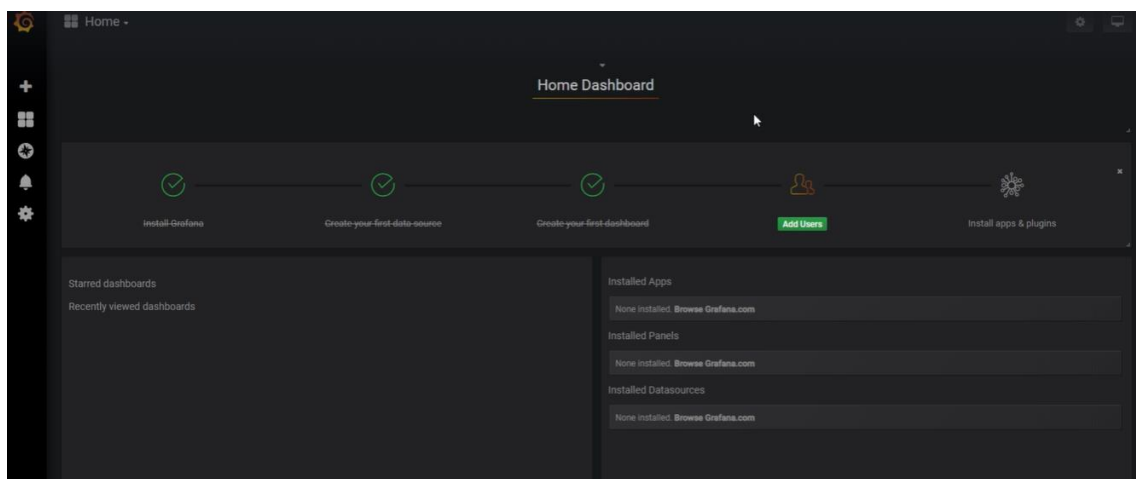 Home
Home Dashboard
Install Grafana
Create your first data source
Create your first dashboard
Add Users
Install apps & plugins
Starred dashboards
Recently viewed dashboards
Installed Apps
None installed. Browse Grafana.com
Installed Panels
None installed. Browse Grafana.com
Installed Datasources
None installed. Browse Grafana.com